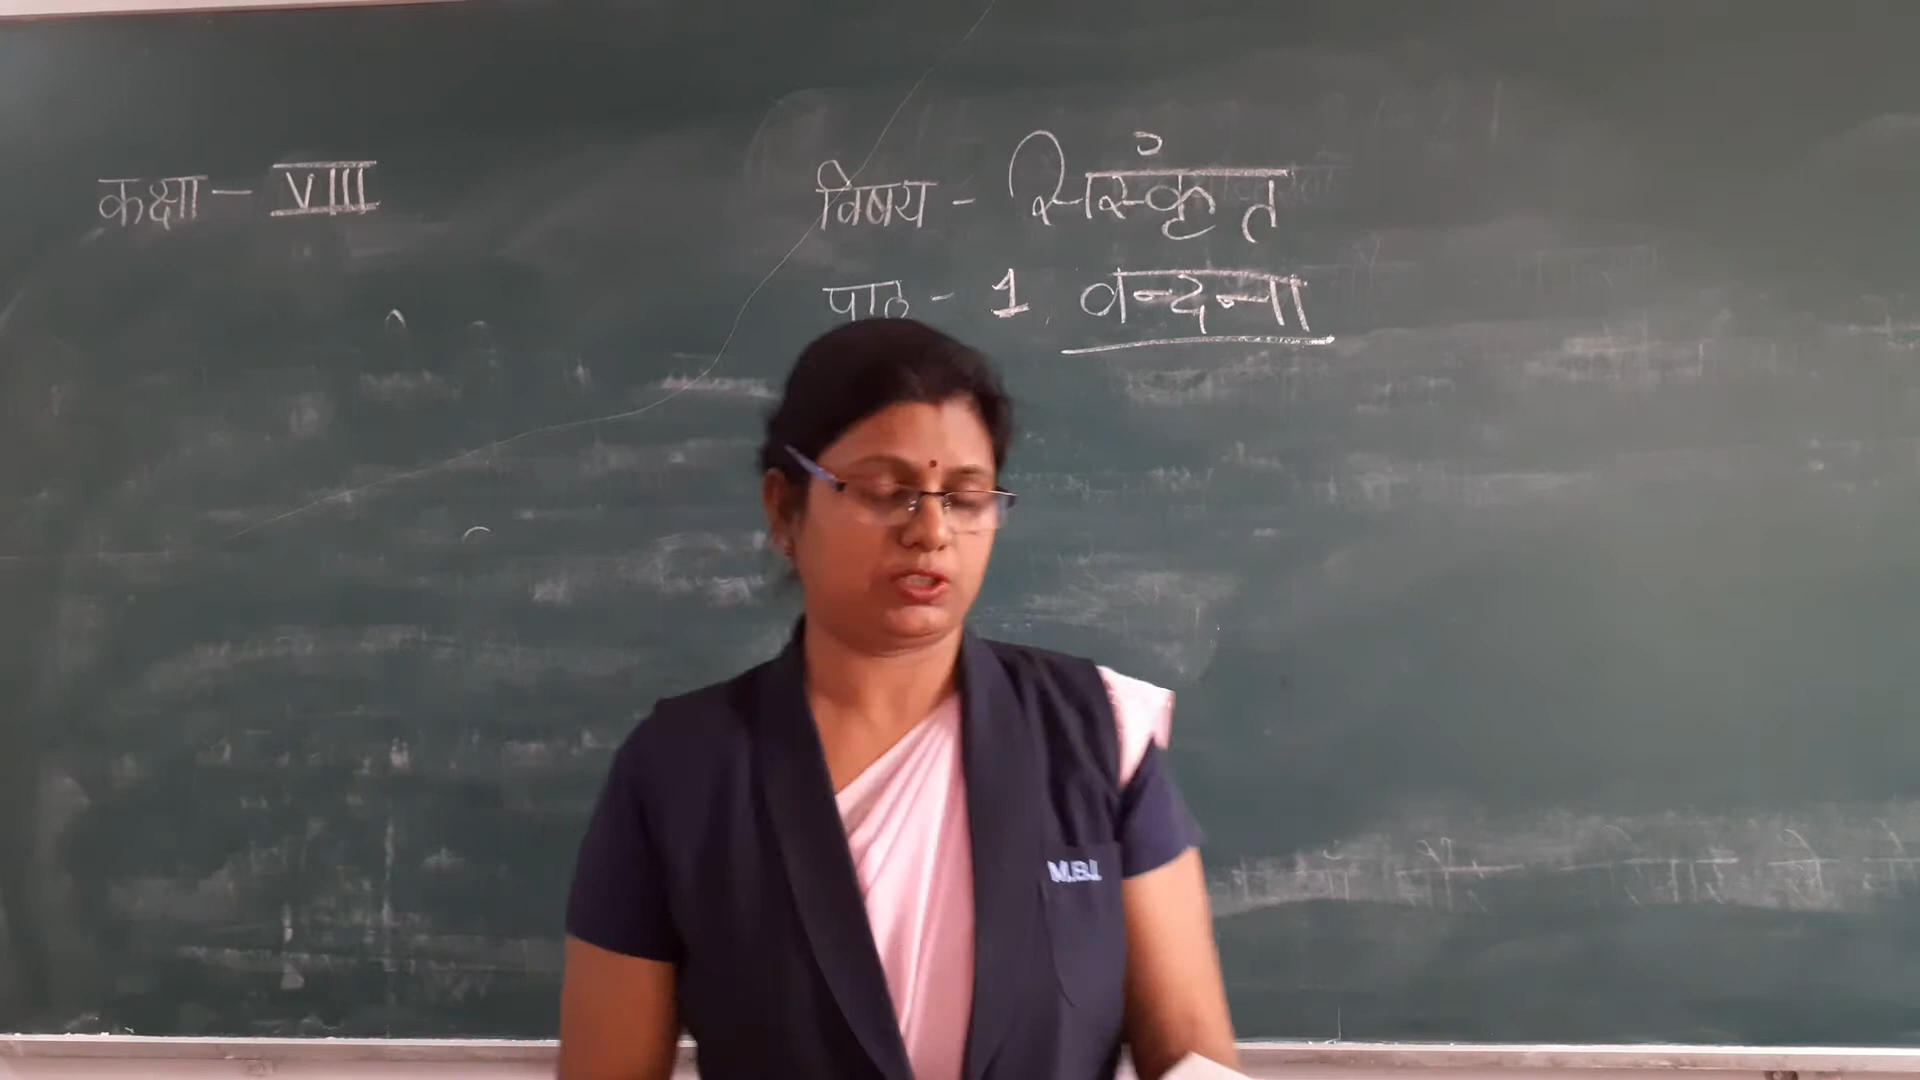 कक्षा - VIII
विषय - संस्कृत
पाठ - 1. वन्दना
M.B.I.